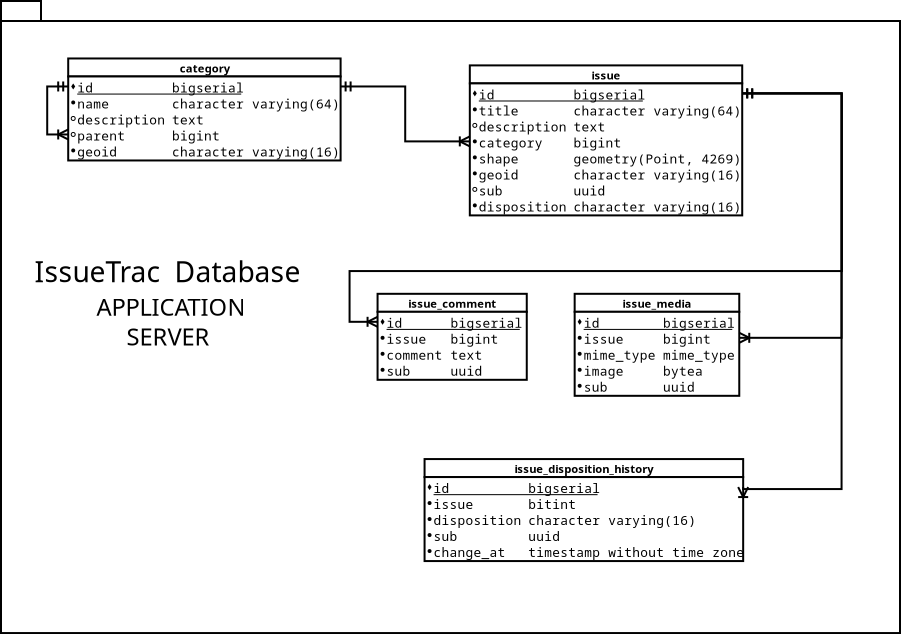 category
id bigserial
name character varying(64)
description text
parent bigint
geoid character varying(16)
issue
id bigserial
title character varying(64)
description text
category bigint
shape geometry(Point, 4269)
geoid character varying(16)
sub uuid
disposition character varying(16)
IssueTrac Database
APPLICATION
SERVER
issue_comment
id bigserial
issue bigint
comment text
sub uuid
issue_media
id bigserial
issue bigint
mime_type mime_type
image bytea
sub uuid
issue_disposition_history
id bigserial
issue bitint
disposition character varying(16)
sub uuid
change_at timestamp without time zone